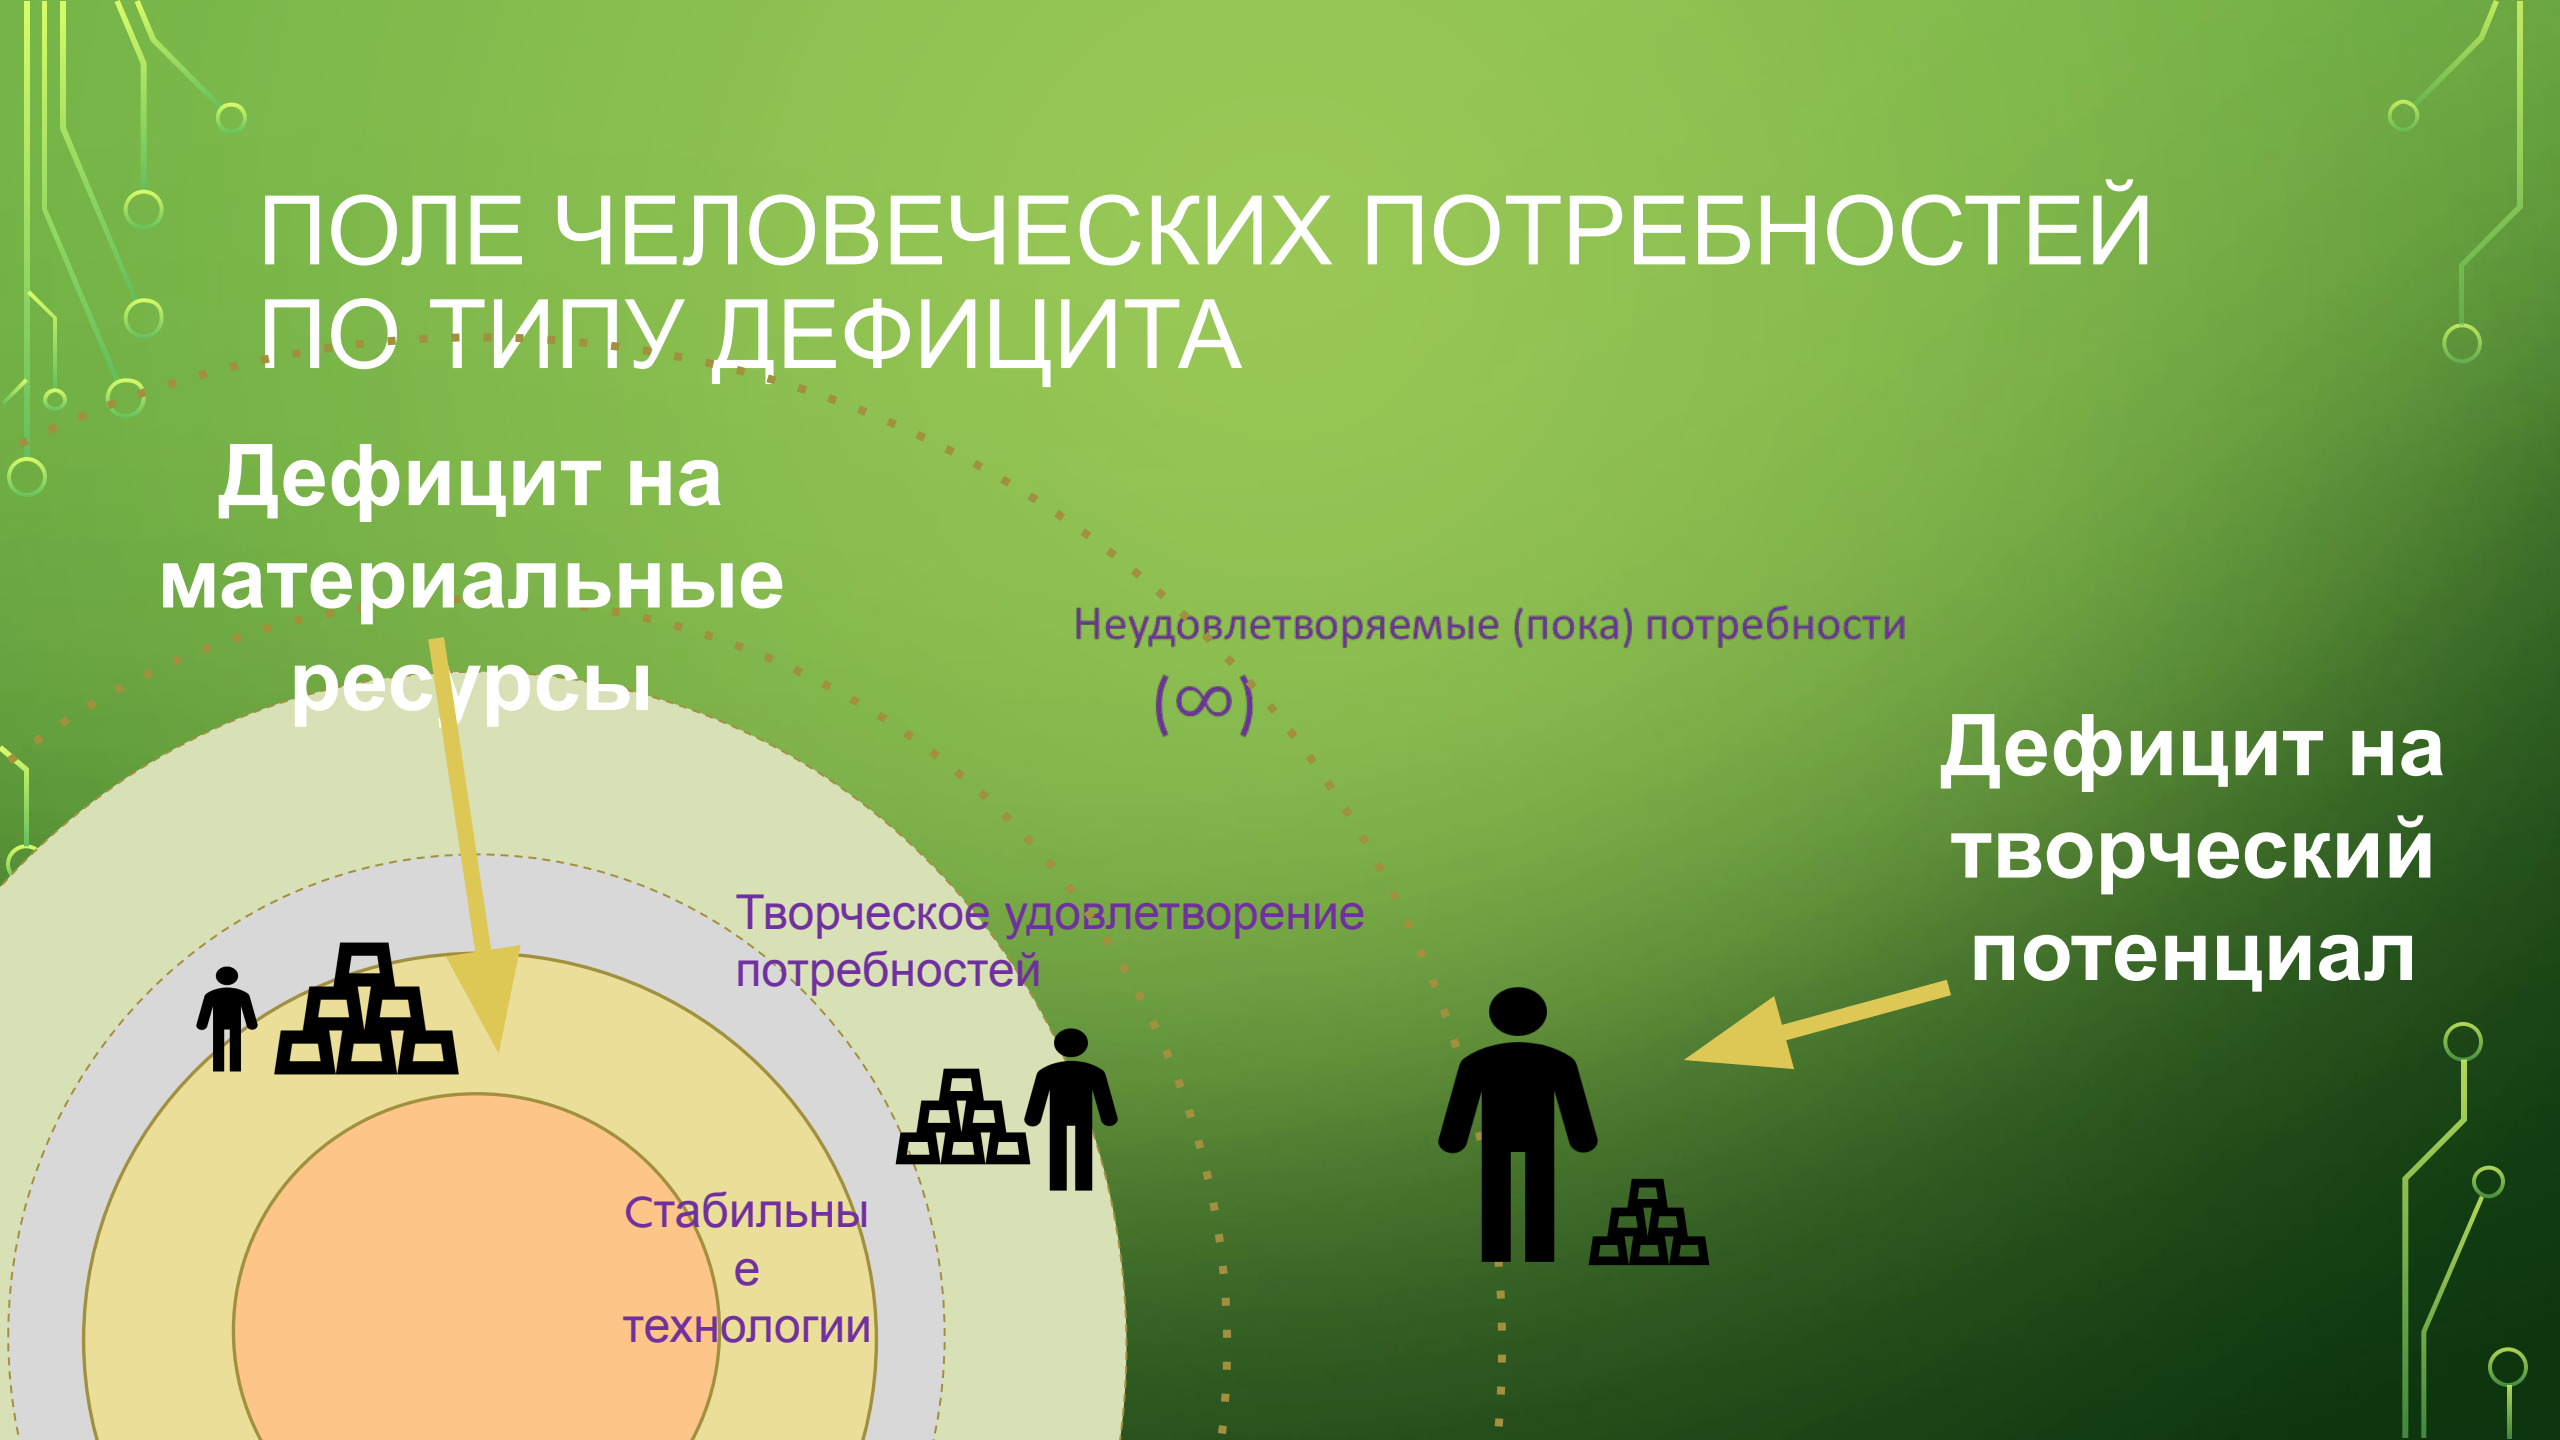 ПОЛЕ ЧЕЛОВЕЧЕСКИХ ПОТРЕБНОСТЕЙ
ПО ТИПУ ДЕФИЦИТА
Дефицит на
материальные
ресурсы
Неудовлетворяемые (пока) потребности
(∞)
Дефицит на
творческий
потенциал
Творческое удовлетворение
потребностей
Стабильны
е
технологии